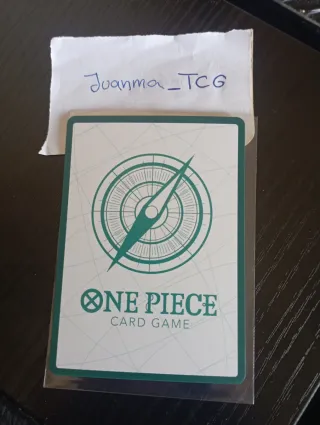 Juanma_TCG
ONE PIECE
CARD GAME